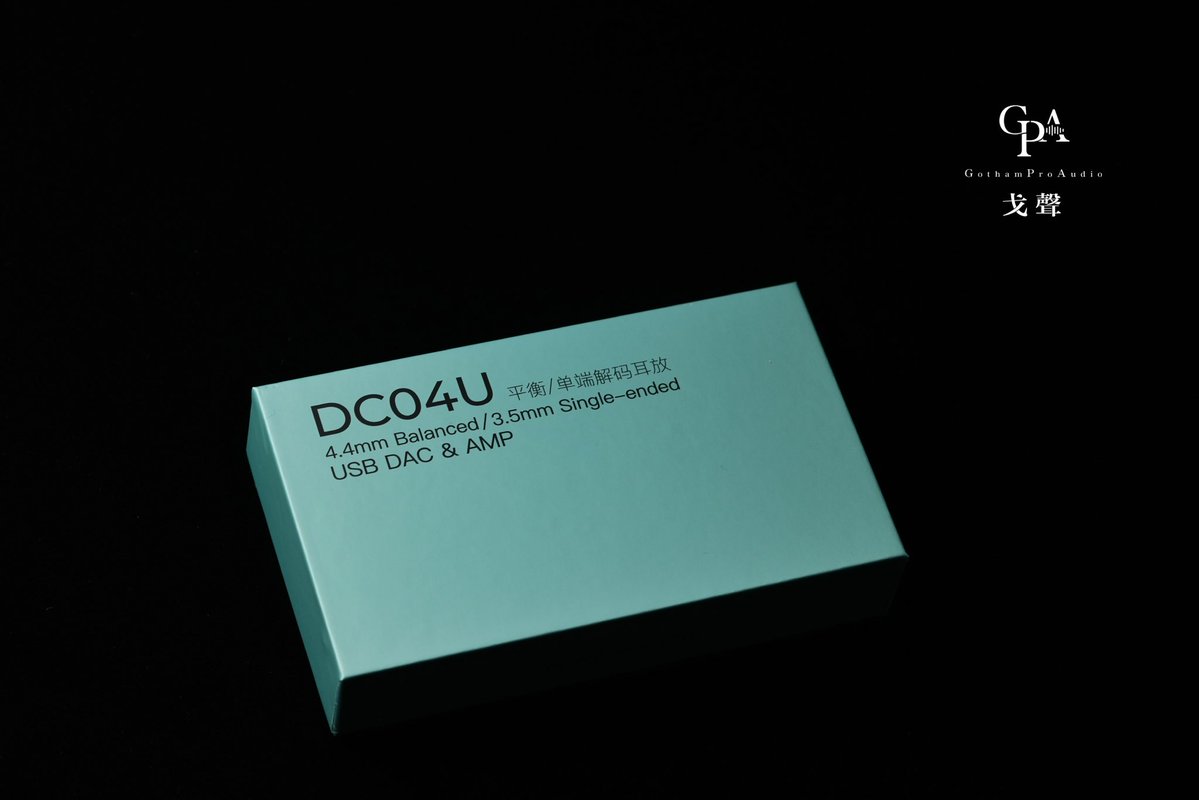 GPA
GothamProAudio
戈聲
DC04U 平衡/单端解码耳放
4.4mm Balanced/3.5mm Single-ended
USB DAC & AMP